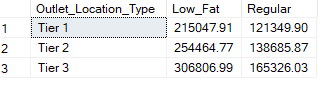 Outlet_Location_Type Low_Fat Regular
1 Tier 1 215047.91 121349.90
2 Tier 2 254464.77 138685.87
3 Tier 3 306806.99 165326.03